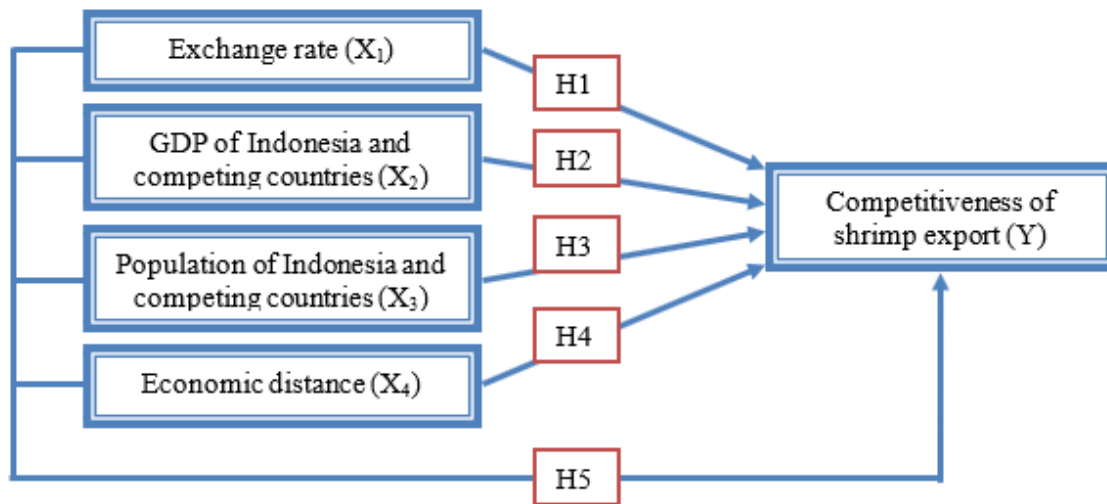 Exchange rate (X₁)
H1
GDP of Indonesia and
competing countries (X₂)
H2
Competitiveness of
shrimp export (Y)
H3
Population of Indonesia and
competing countries (X₃)
H4
Economic distance (X₄)
H5